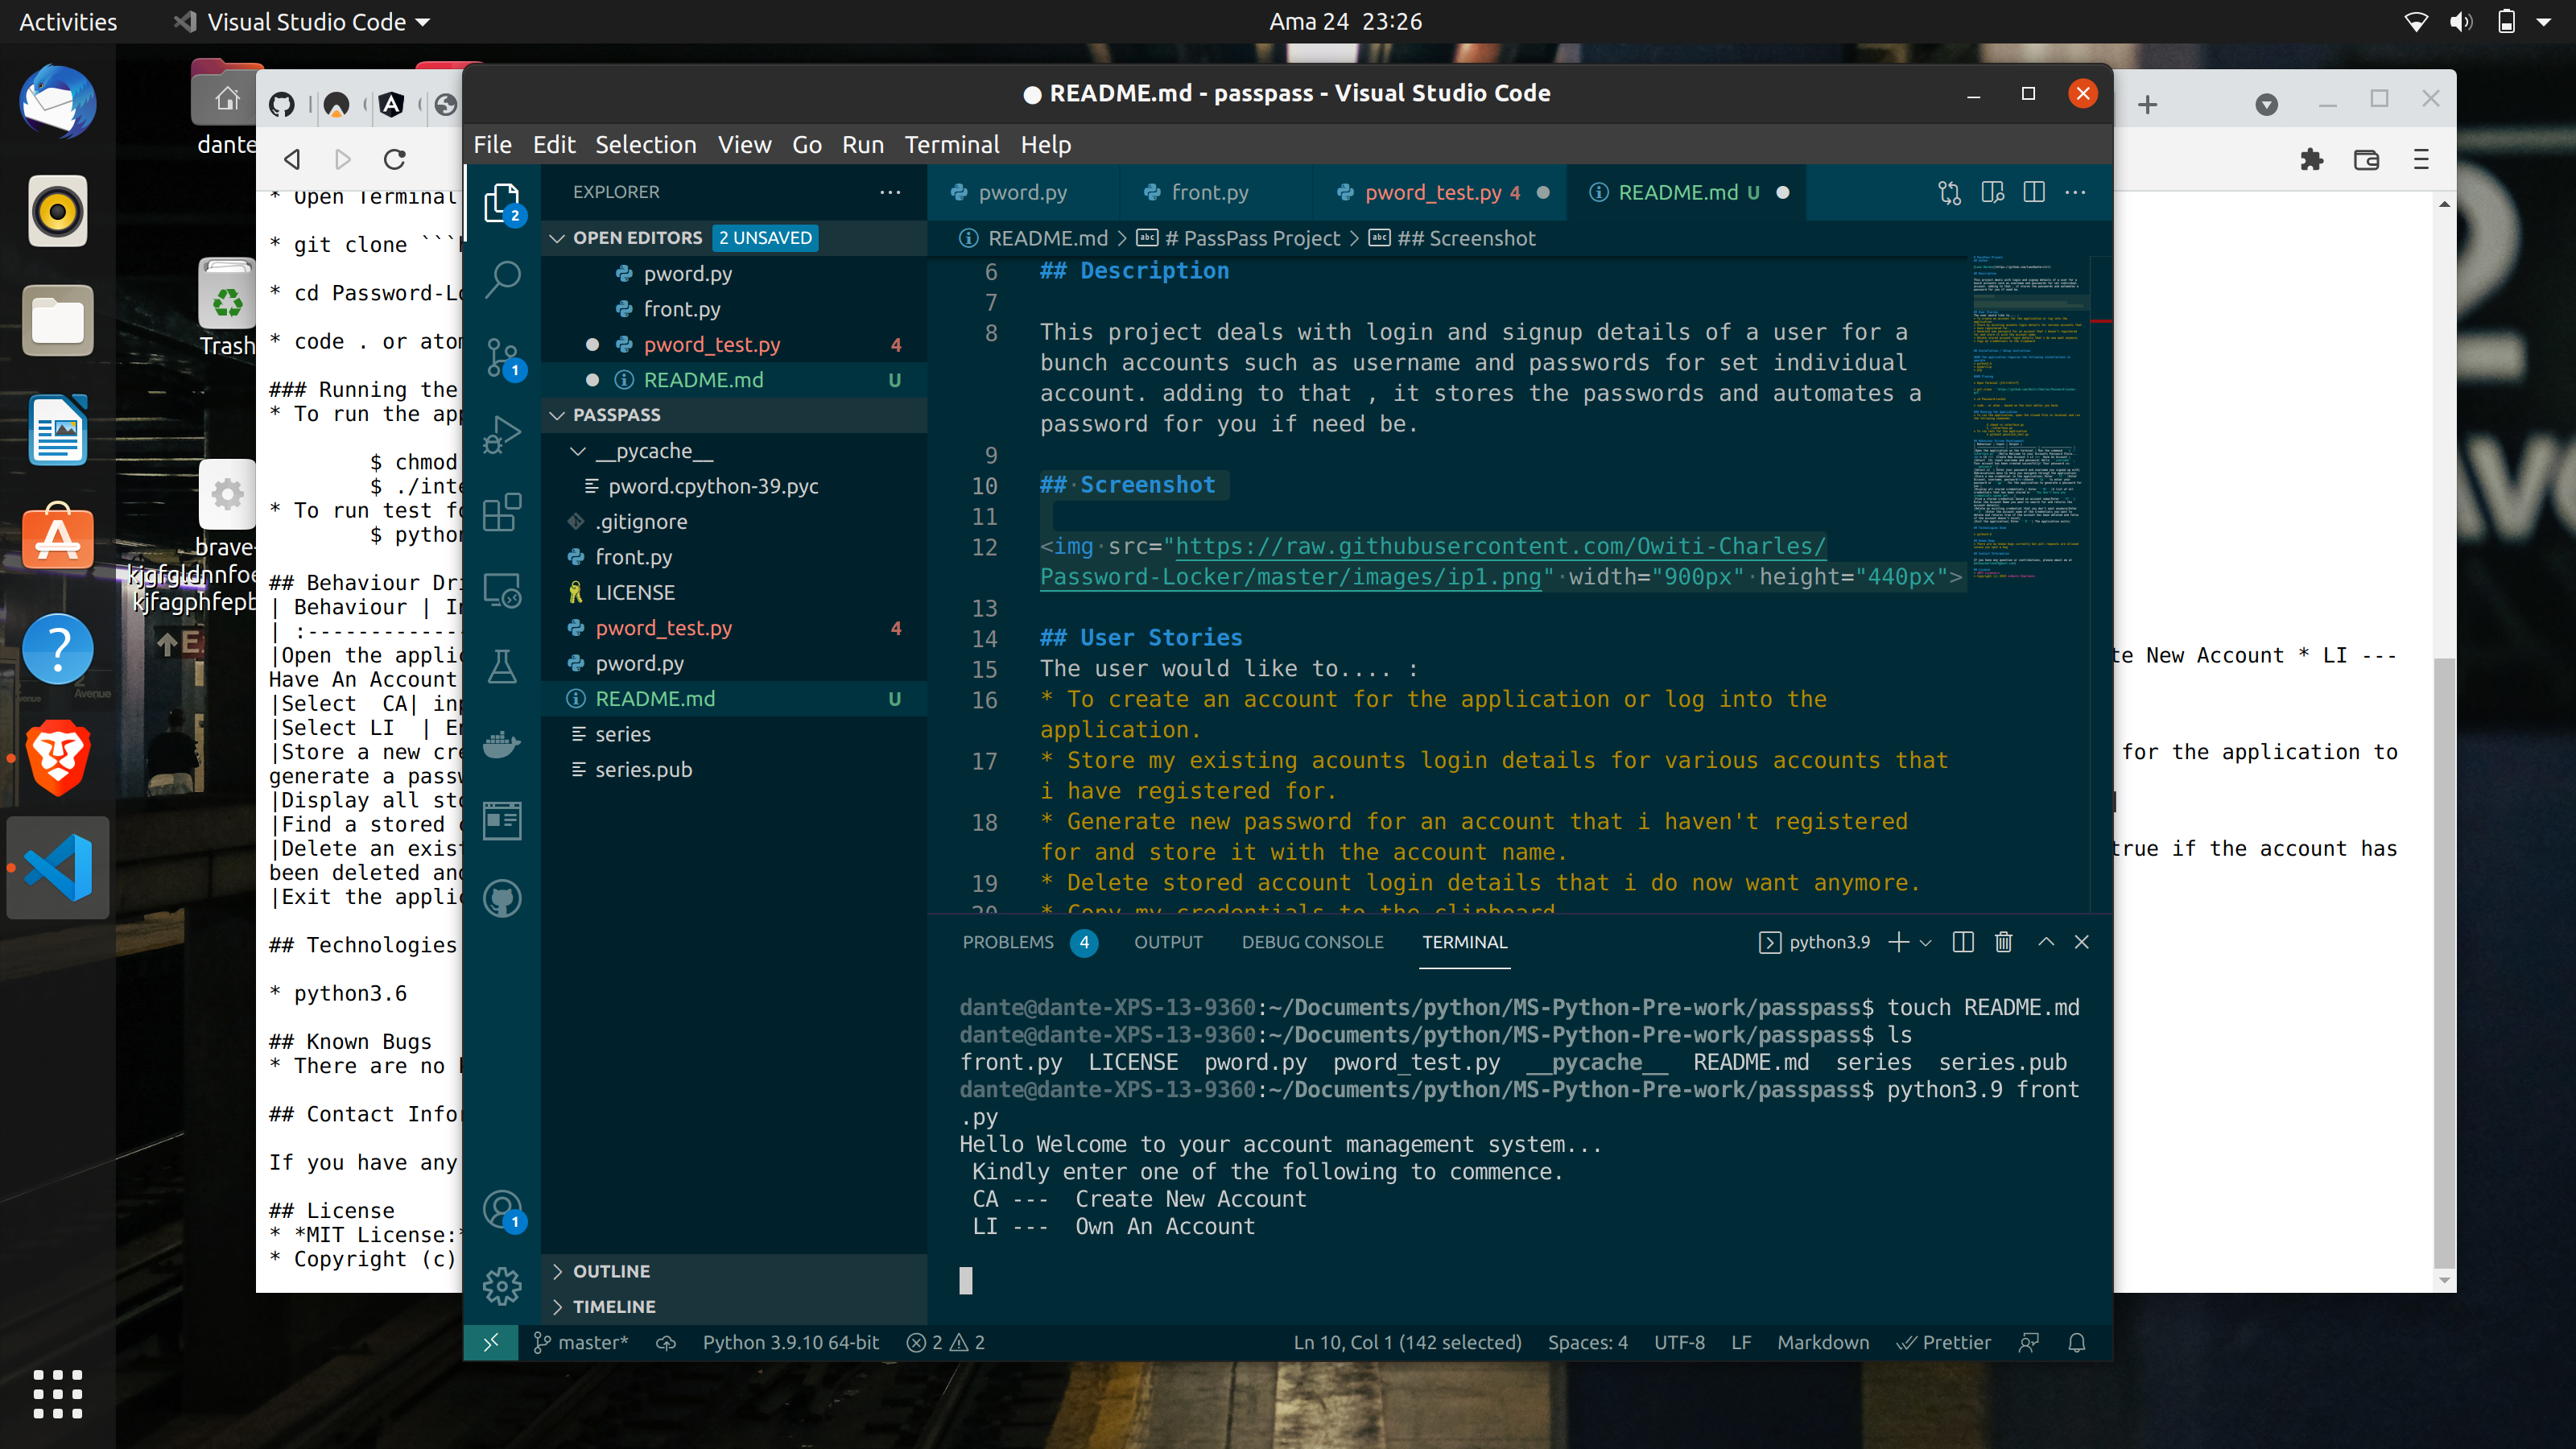 Activities
Visual Studio Code
Ama 24 23:26
dante
Trash
brave-
kjgfgldnnfoe
kjfagphfepb
* Open Terminal
* git clone ```h
* cd Password-Lo
* code . or atom
### Running the
* To run the app
$ chmod
$ ./inte
* To run test fo
$ python
## Behaviour Dri
| Behaviour | In
| :-------------
|Open the applic
Have An Account
|Select  CA| inp
|Select LI  | En
|Store a new cre
generate a passw
|Display all sto
|Find a stored c
|Delete an exist
been deleted and
|Exit the applic
## Technologies
* python3.6
## Known Bugs
* There are no k
## Contact Infor
If you have any
## License
* *MIT License:*
* Copyright (c)
te New Account * LI ---
for the application to
|
true if the account has
README.md - passpass - Visual Studio Code
File Edit Selection View Go Run Terminal Help
2
1
1
EXPLORER
OPEN EDITORS 2 UNSAVED
pword.py
front.py
pword_test.py 4
README.md U
PASSPASS
__pycache__
pword.cpython-39.pyc
.gitignore
front.py
LICENSE
pword_test.py 4
pword.py
README.md U
series
series.pub
OUTLINE
TIMELINE
pword.py front.py pword_test.py 4 README.md U
README.md > # PassPass Project > ## Screenshot
6 ## Description
7
8 This project deals with login and signup details of a user for a
bunch accounts such as username and passwords for set individual
account. adding to that , it stores the passwords and automates a
password for you if need be.
9
10 ## Screenshot
11
12 <img src="https://raw.githubusercontent.com/Owiti-Charles/
Password-Locker/master/images/ip1.png" width="900px" height="440px">
13
14 ## User Stories
15 The user would like to.... :
16 * To create an account for the application or log into the
application.
17 * Store my existing acounts login details for various accounts that
i have registered for.
18 * Generate new password for an account that i haven't registered
for and store it with the account name.
19 * Delete stored account login details that i do now want anymore.
20 * Copy my credentials to the clipboard
PROBLEMS 4 OUTPUT DEBUG CONSOLE TERMINAL
python3.9
dante@dante-XPS-13-9360:~/Documents/python/MS-Python-Pre-work/passpass$ touch README.md
dante@dante-XPS-13-9360:~/Documents/python/MS-Python-Pre-work/passpass$ ls
front.py  LICENSE  pword.py  pword_test.py  __pycache__  README.md  series  series.pub
dante@dante-XPS-13-9360:~/Documents/python/MS-Python-Pre-work/passpass$ python3.9 front
.py
Hello Welcome to your account management system...
Kindly enter one of the following to commence.
CA ---  Create New Account
LI ---  Own An Account
master* Python 3.9.10 64-bit 2 2
Ln 10, Col 1 (142 selected) Spaces: 4 UTF-8 LF Markdown Prettier